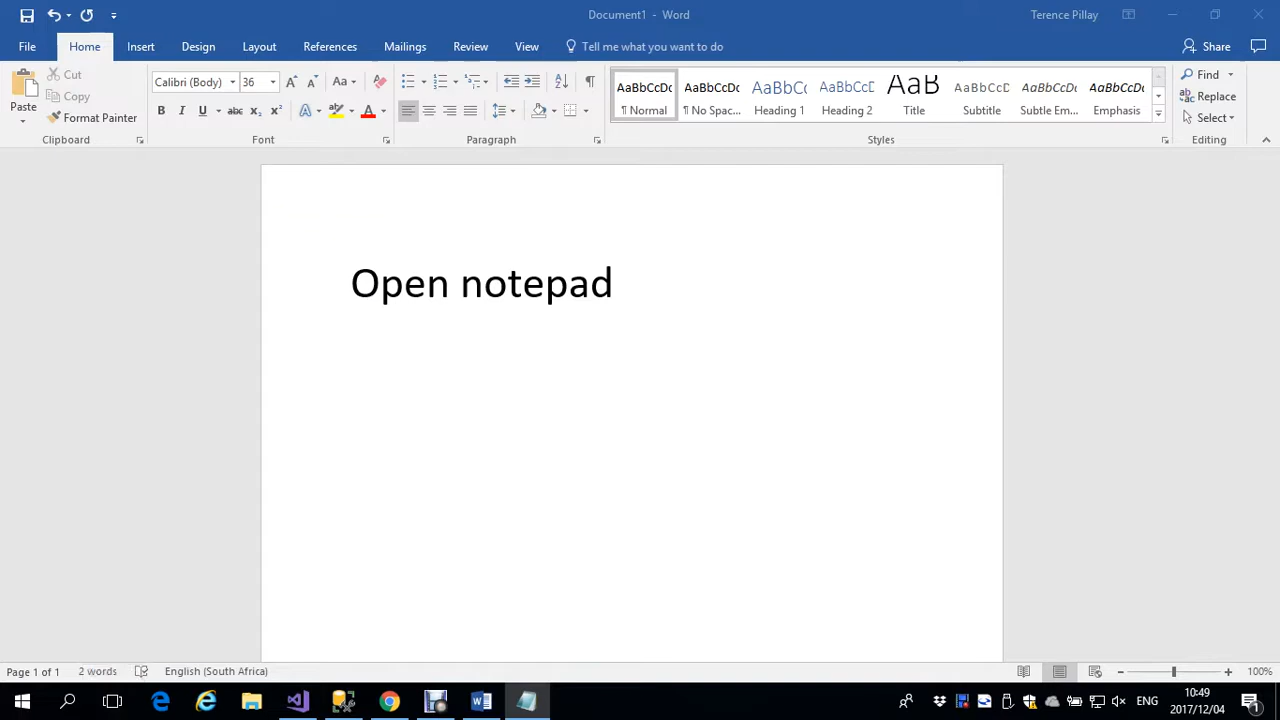 Document1 - Word
Terence Pillay
File Home Insert Design Layout References Mailings Review View Tell me what you want to do Share
Paste
Cut
Copy
Format Painter
Clipboard
Calibri (Body) 36
Font
Paragraph
AaBbCcDc AaBbCcDc AaBbCc AaBbCcD AaB AaBbCcD AaBbCcDc AaBbCcDc
¶ Normal ¶ No Spac... Heading 1 Heading 2 Title Subtitle Subtle Em... Emphasis
Styles
Find
Replace
Select
Editing
Open notepad
Page 1 of 1 2 words English (South Africa) 100%
ENG
10:49
2017/12/04